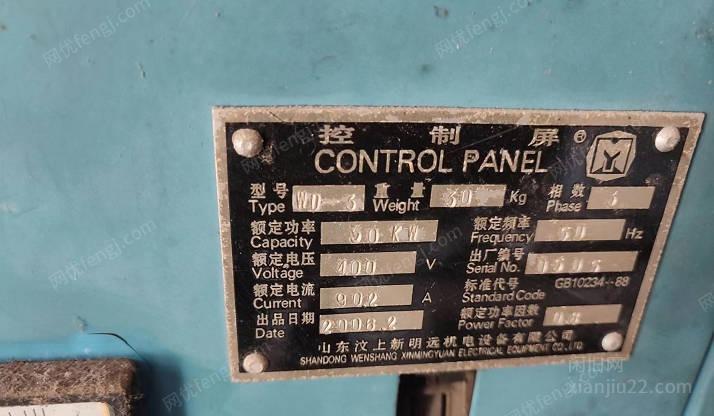 控制屏®
CONTROL PANEL
MY
型号 Type WD-3 重量 Weight 30 Kg 相数 Phase 3
额定功率 Capacity 50KW 额定频率 Frequency 50 Hz
额定电压 Voltage 400 V 出厂编号 Serial No.
额定电流 Current 90.2 A 标准代号 Standard Code GB10234--88
出品日期 Date 2006.2 额定功率因数 Power Factor 0.8
山东汶上新明远机电设备有限公司
SHANDONG WENSHANG XINMINGYUAN ELECTRICAL EQUIPMENT CO.,LTD.
网优fengj.com
闲旧网
xianjiu22.com